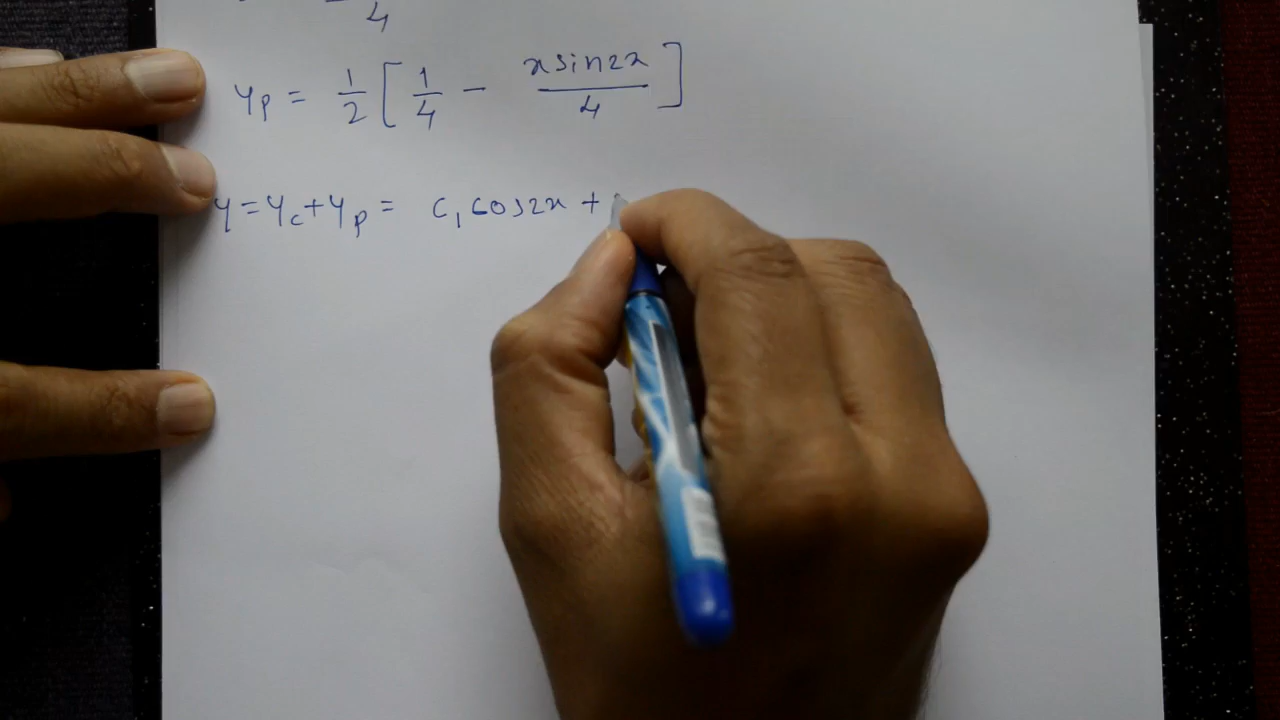 4
yp = 1/2 [ 1/4 - x sin2x/4 ]
y = yc + yp = c₁ cos2x +